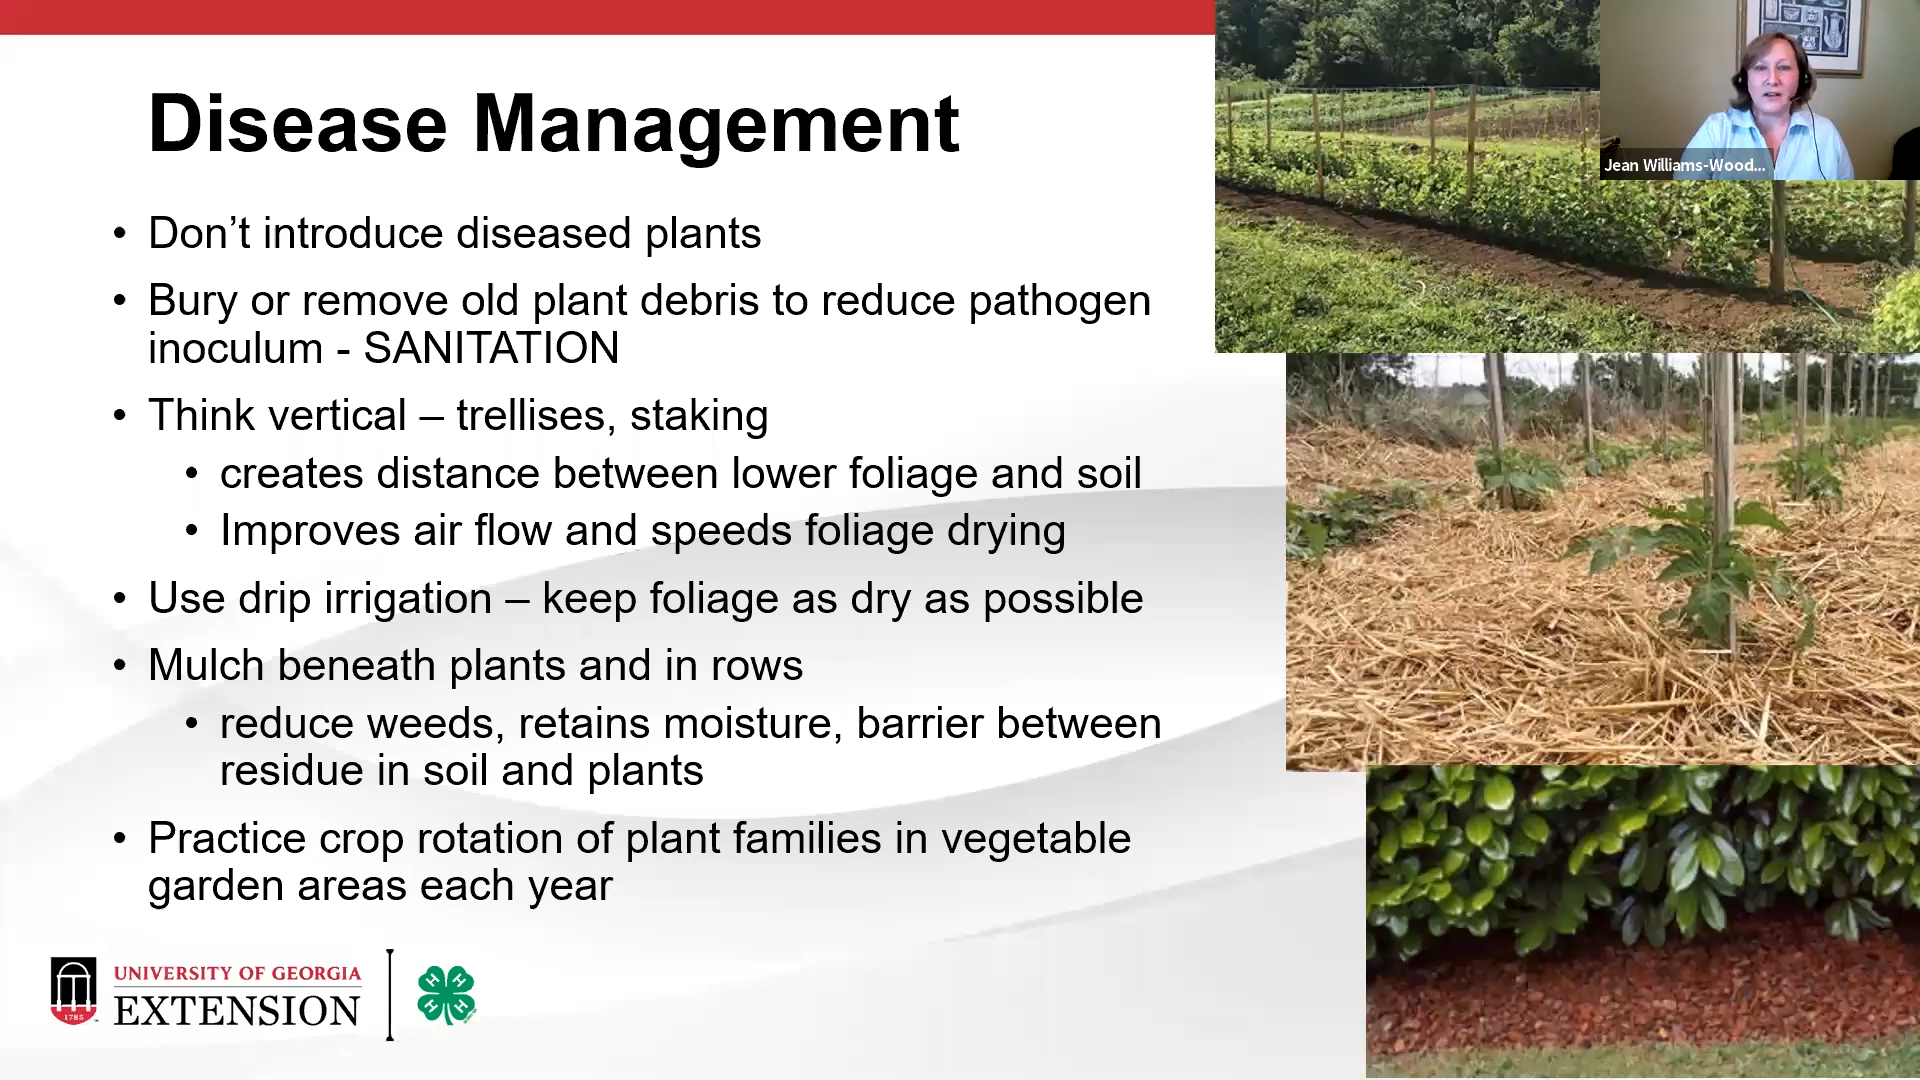 Disease Management
• Don’t introduce diseased plants
• Bury or remove old plant debris to reduce pathogen
inoculum - SANITATION
• Think vertical – trellises, staking
• creates distance between lower foliage and soil
• Improves air flow and speeds foliage drying
• Use drip irrigation – keep foliage as dry as possible
• Mulch beneath plants and in rows
• reduce weeds, retains moisture, barrier between
residue in soil and plants
• Practice crop rotation of plant families in vegetable
garden areas each year
Jean Williams-Wood...
1785
UNIVERSITY OF GEORGIA
EXTENSION
H H H H